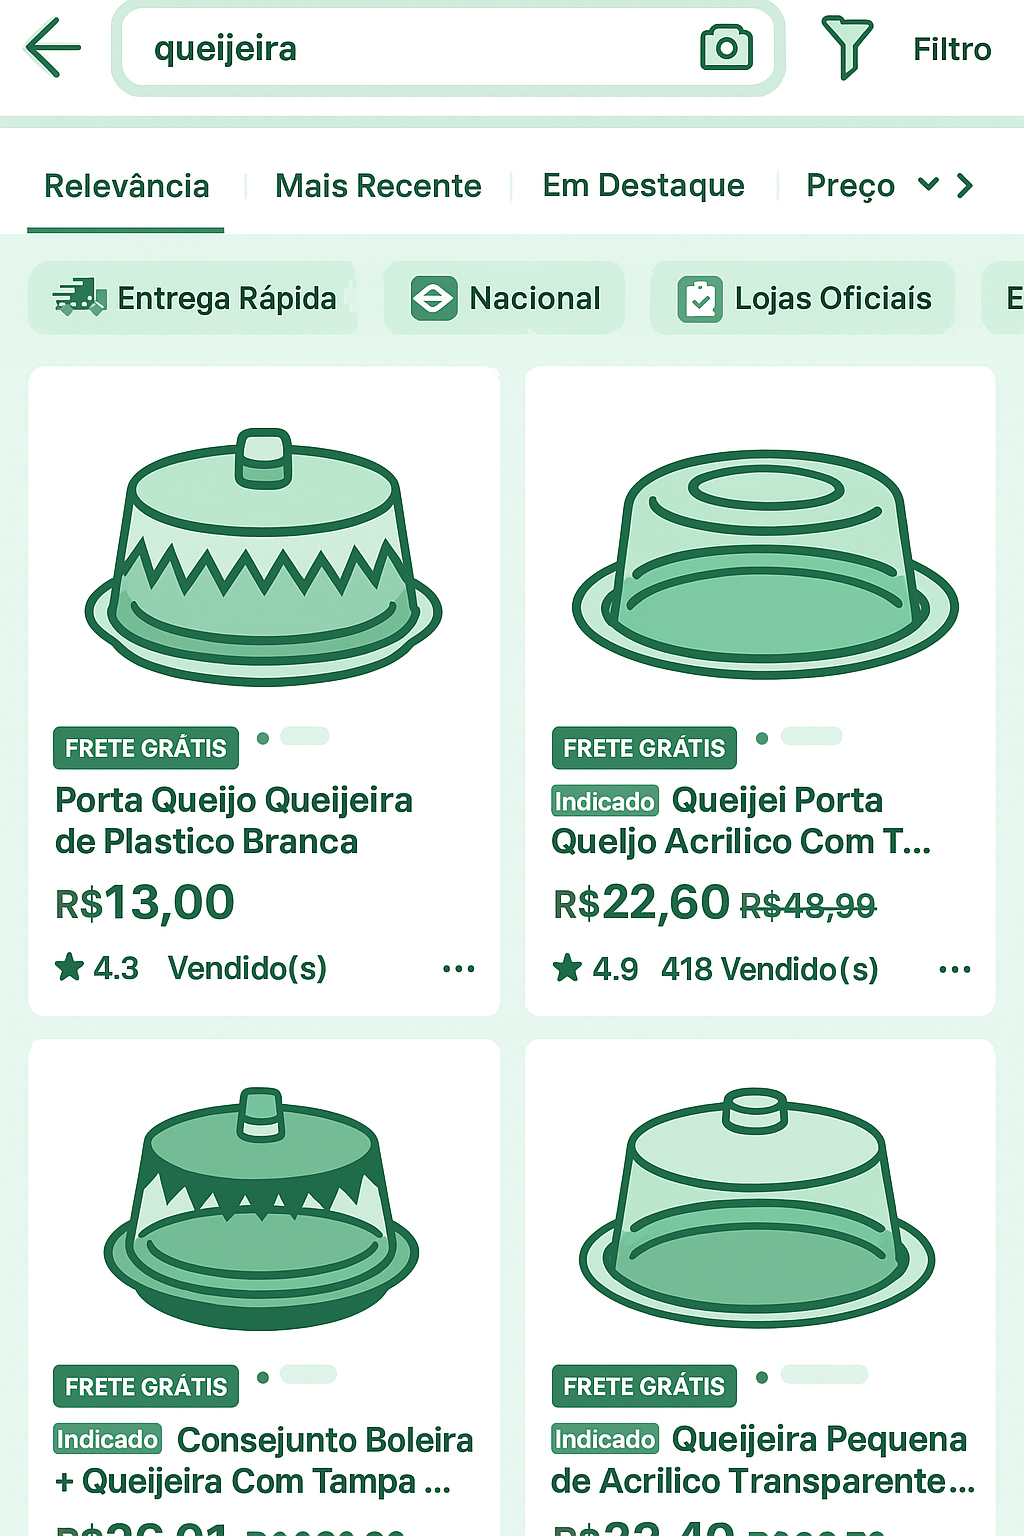 queijeira
Filtro
Relevância
Mais Recente
Em Destaque
Preço
Entrega Rápida
Nacional
Lojas Oficiaís
E
FRETE GRÁTIS
Porta Queijo Queijeira
de Plastico Branca
R$13,00
4.3 Vendido(s)
FRETE GRÁTIS
Indicado Queijei Porta
Queljo Acrilico Com T...
R$22,60 R$48,99
4.9 418 Vendido(s)
FRETE GRÁTIS
Indicado Consejunto Boleira
+ Queijeira Com Tampa ...
FRETE GRÁTIS
Indicado Queijeira Pequena
de Acrilico Transparente...